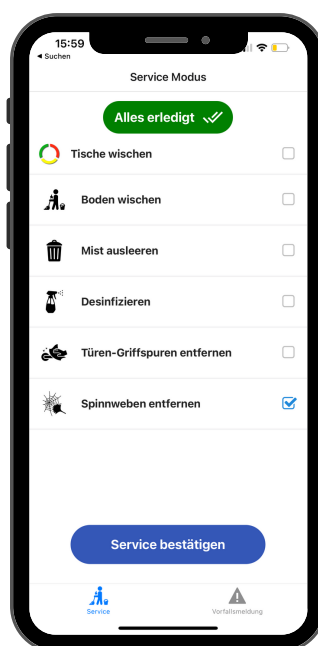 15:59
◀ Suchen
Service Modus
Alles erledigt
Tische wischen
Boden wischen
Mist ausleeren
Desinfizieren
Türen-Griffspuren entfernen
Spinnweben entfernen
Service bestätigen
Service
Vorfallsmeldung